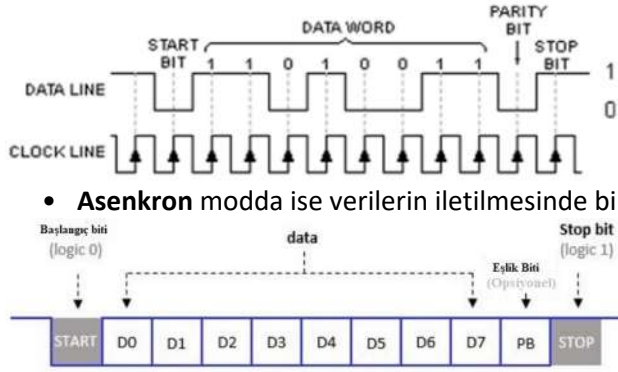 PARITY
BIT
DATA WORD
START
BIT
STOP
BIT
1 1 0 1 0 0 1 1
DATA LINE
1
0
CLOCK LINE
• Asenkron modda ise verilerin iletilmesinde bi
Başlangıç biti
(logic 0)
data
Stop bit
(logic 1)
Eşlik Biti
(Opsiyonel)
START D0 D1 D2 D3 D4 D5 D6 D7 PB STOP